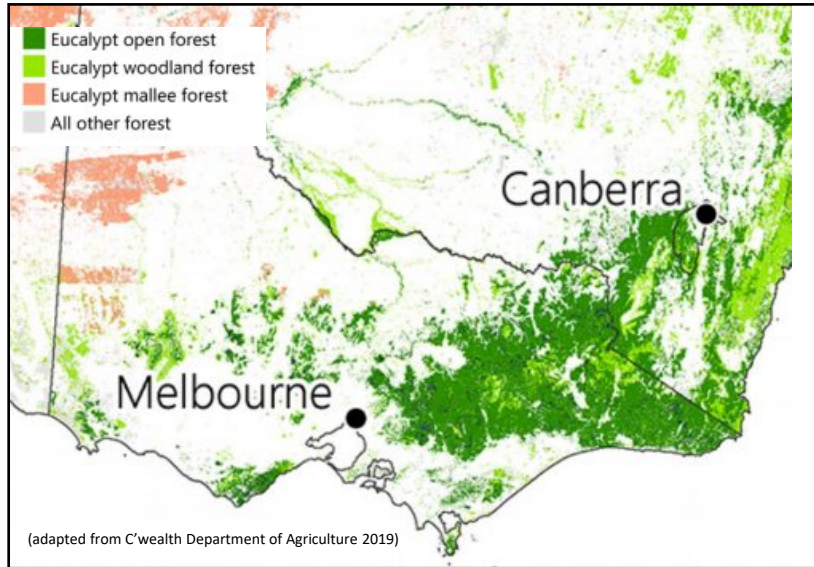 Eucalypt open forest
Eucalypt woodland forest
Eucalypt mallee forest
All other forest
Canberra
Melbourne
(adapted from C’wealth Department of Agriculture 2019)